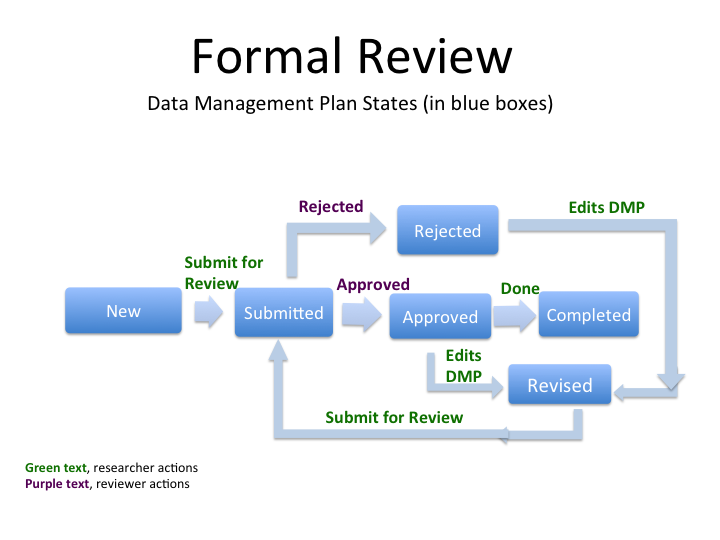 Formal Review
Data Management Plan States (in blue boxes)
Rejected
Edits DMP
Rejected
Submit for
Review
Approved
Done
New
Submitted
Approved
Completed
Edits
DMP
Revised
Submit for Review
Green text, researcher actions
Purple text, reviewer actions